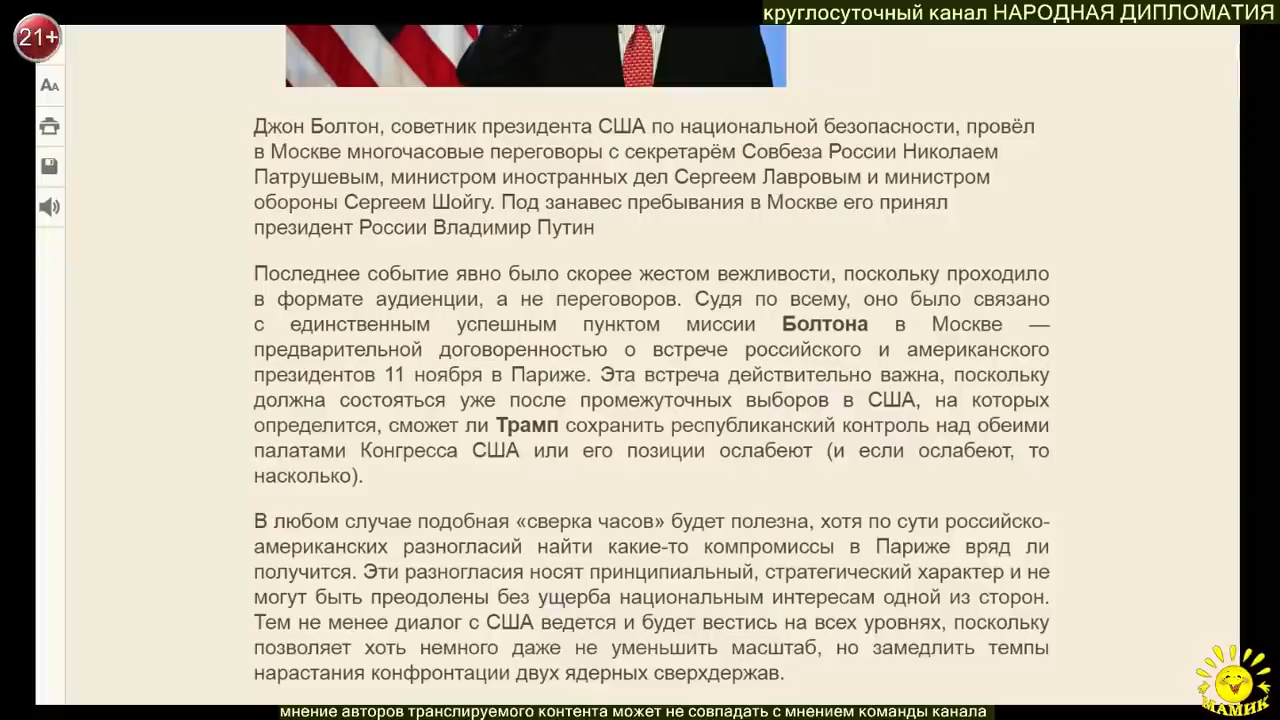 круглосуточный канал НАРОДНАЯ ДИПЛОМАТИЯ
21+
AA
Джон Болтон, советник президента США по национальной безопасности, провёл
в Москве многочасовые переговоры с секретарём Совбеза России Николаем
Патрушевым, министром иностранных дел Сергеем Лавровым и министром
обороны Сергеем Шойгу. Под занавес пребывания в Москве его принял
президент России Владимир Путин
Последнее событие явно было скорее жестом вежливости, поскольку проходило
в формате аудиенции, а не переговоров. Судя по всему, оно было связано
с единственным успешным пунктом миссии Болтона в Москве —
предварительной договоренностью о встрече российского и американского
президентов 11 ноября в Париже. Эта встреча действительно важна, поскольку
должна состояться уже после промежуточных выборов в США, на которых
определится, сможет ли Трамп сохранить республиканский контроль над обеими
палатами Конгресса США или его позиции ослабеют (и если ослабеют, то
насколько).
В любом случае подобная «сверка часов» будет полезна, хотя по сути российско-
американских разногласий найти какие-то компромиссы в Париже вряд ли
получится. Эти разногласия носят принципиальный, стратегический характер и не
могут быть преодолены без ущерба национальным интересам одной из сторон.
Тем не менее диалог с США ведется и будет вестись на всех уровнях, поскольку
позволяет хоть немного даже не уменьшить масштаб, но замедлить темпы
нарастания конфронтации двух ядерных сверхдержав.
МАМИК
мнение авторов транслируемого контента может не совпадать с мнением команды канала